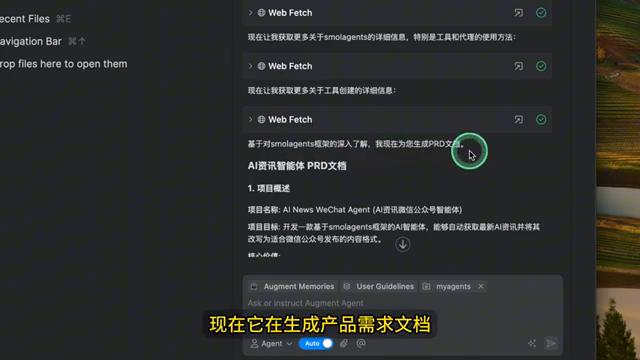 ecent Files ⌘E
avigation Bar ⌘↑
rop files here to open them
Web Fetch
现在让我获取更多关于smolagents的详细信息，特别是工具和代理的使用方法：
Web Fetch
现在让我获取更多关于工具创建的详细信息：
Web Fetch
基于对smolagents框架的深入了解，我现在为您生成PRD文档。
AI资讯智能体 PRD文档
1. 项目概述
项目名称: AI News WeChat Agent (AI资讯微信公众号智能体)
项目目标: 开发一款基于smolagents框架的AI智能体，能够自动获取最新AI资讯并将其
改写为适合微信公众号发布的内容格式。
核心价值:
Augment Memories
User Guidelines
myagents
Ask or instruct Augment Agent
现在它在生成产品需求文档
Agent
Auto